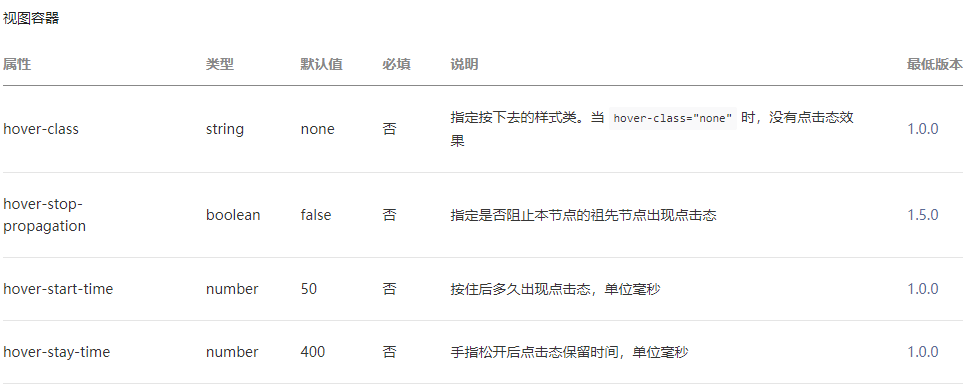 视图容器
属性 类型 默认值 必填 说明 最低版本
hover-class string none 否 指定按下去的样式类。当 hover-class="none" 时，没有点击态效果 1.0.0
hover-stop-propagation boolean false 否 指定是否阻止本节点的祖先节点出现点击态 1.5.0
hover-start-time number 50 否 按住后多久出现点击态，单位毫秒 1.0.0
hover-stay-time number 400 否 手指松开后点击态保留时间，单位毫秒 1.0.0